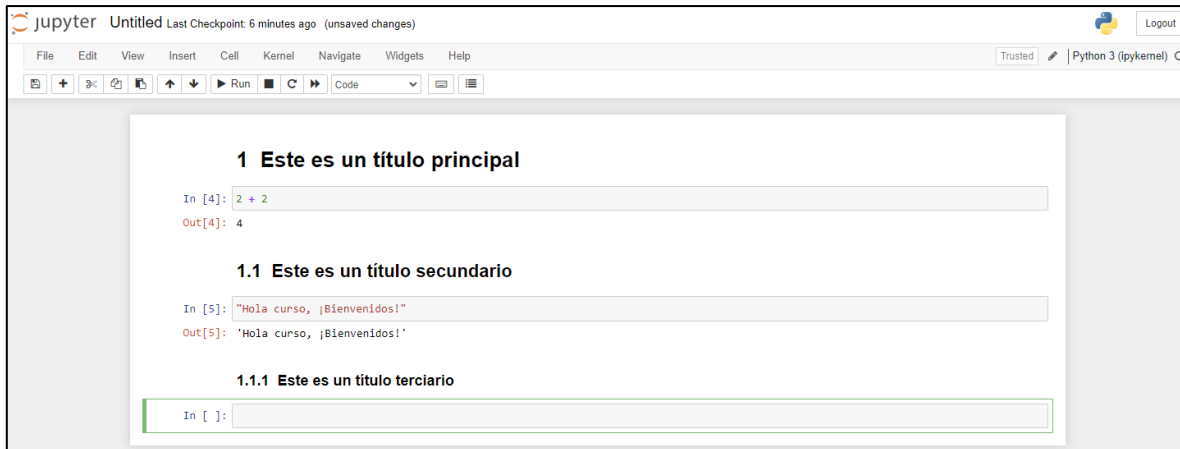 jupyter Untitled Last Checkpoint: 6 minutes ago (unsaved changes) Logout
File Edit View Insert Cell Kernel Navigate Widgets Help Trusted Python 3 (ipykernel)
Run Code
1 Este es un título principal
In [4]: 2 + 2
Out[4]: 4
1.1 Este es un título secundario
In [5]: "Hola curso, ¡Bienvenidos!"
Out[5]: 'Hola curso, ¡Bienvenidos!'
1.1.1 Este es un título terciario
In [ ]: